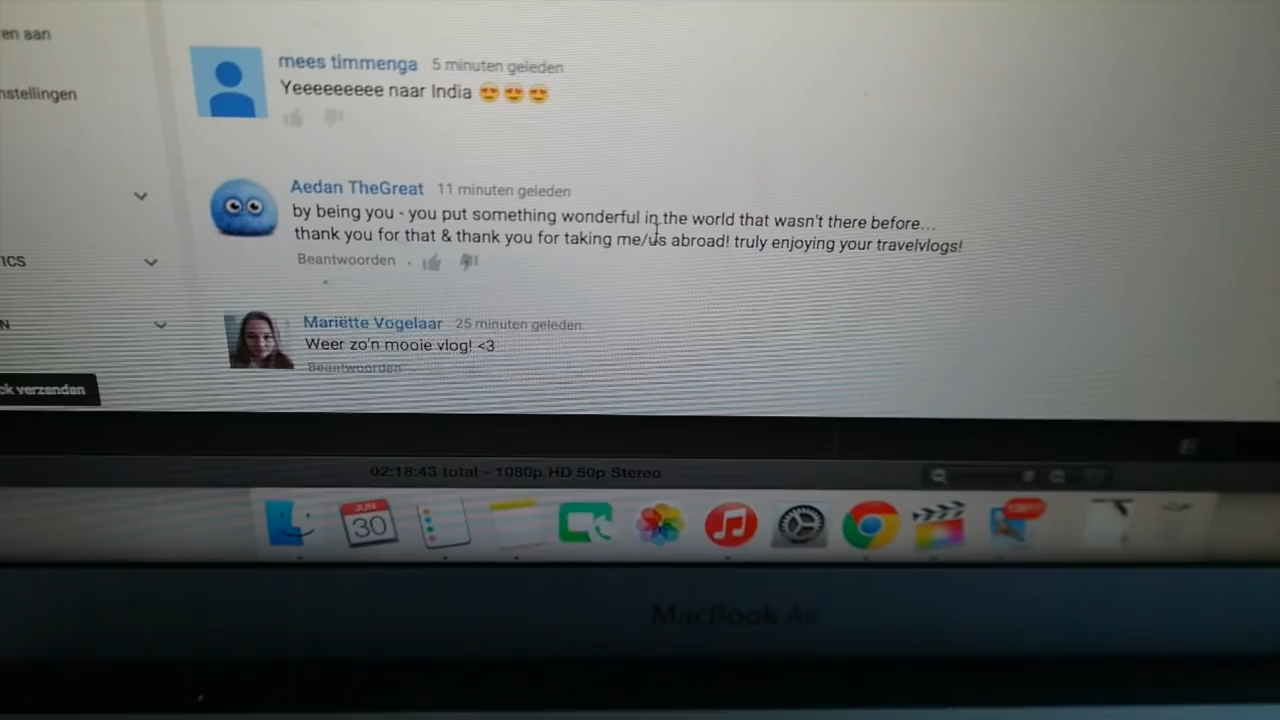 en aan
nstellingen
ICS
N
ck verzenden
mees timmenga 5 minuten geleden
Yeeeeeeeee naar India 😍😍😍
Aedan TheGreat 11 minuten geleden
by being you - you put something wonderful in the world that wasn't there before...
thank you for that & thank you for taking me/us abroad! truly enjoying your travelvlogs!
Beantwoorden
Mariëtte Vogelaar 25 minuten geleden
Weer zo'n mooie vlog! <3
Beantwoorden
02:18:43 total - 1080p HD 50p Stereo
JUN
30
MacBook Air